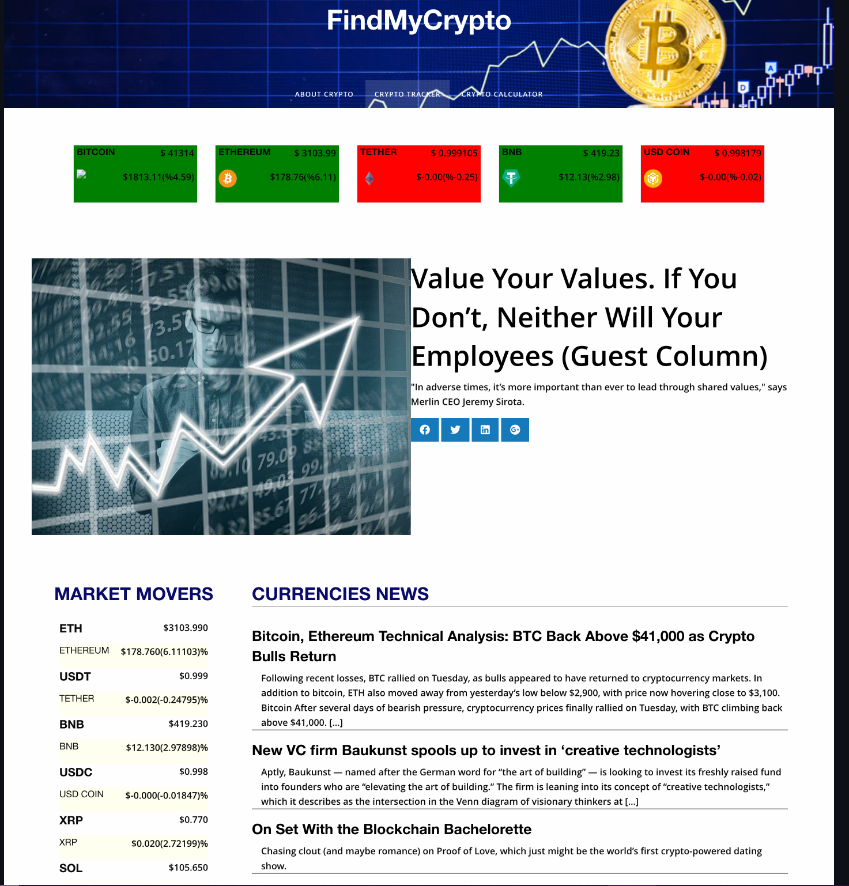 FindMyCrypto
ABOUT CRYPTO CRYPTO TRACKER CRYPTO CALCULATOR
BITCOIN $ 41314
$1813.11(%4.59)
ETHEREUM $ 3103.99
$178.76(%6.11)
TETHER $ 0.999105
$-0.00(%-0.25)
BNB $ 419.23
$12.13(%2.98)
USD COIN $ 0.998179
$-0.00(%-0.02)
Value Your Values. If You
Don’t, Neither Will Your
Employees (Guest Column)
"In adverse times, it's more important than ever to lead through shared values," says
Merlin CEO Jeremy Sirota.
MARKET MOVERS
ETH $3103.990
ETHEREUM $178.760(6.11103)%
USDT $0.999
TETHER $-0.002(-0.24795)%
BNB $419.230
BNB $12.130(2.97898)%
USDC $0.998
USD COIN $-0.000(-0.01847)%
XRP $0.770
XRP $0.020(2.72199)%
SOL $105.650
CURRENCIES NEWS
Bitcoin, Ethereum Technical Analysis: BTC Back Above $41,000 as Crypto
Bulls Return
Following recent losses, BTC rallied on Tuesday, as bulls appeared to have returned to cryptocurrency markets. In
addition to bitcoin, ETH also moved away from yesterday’s low below $2,900, with price now hovering close to $3,100.
Bitcoin After several days of bearish pressure, cryptocurrency prices finally rallied on Tuesday, with BTC climbing back
above $41,000. [...]
New VC firm Baukunst spools up to invest in ‘creative technologists’
Aptly, Baukunst — named after the German word for “the art of building” — is looking to invest its freshly raised fund
into founders who are “elevating the art of building.” The firm is leaning into its concept of “creative technologists,”
which it describes as the intersection in the Venn diagram of visionary thinkers at [...]
On Set With the Blockchain Bachelorette
Chasing clout (and maybe romance) on Proof of Love, which just might be the world’s first crypto-powered dating
show.